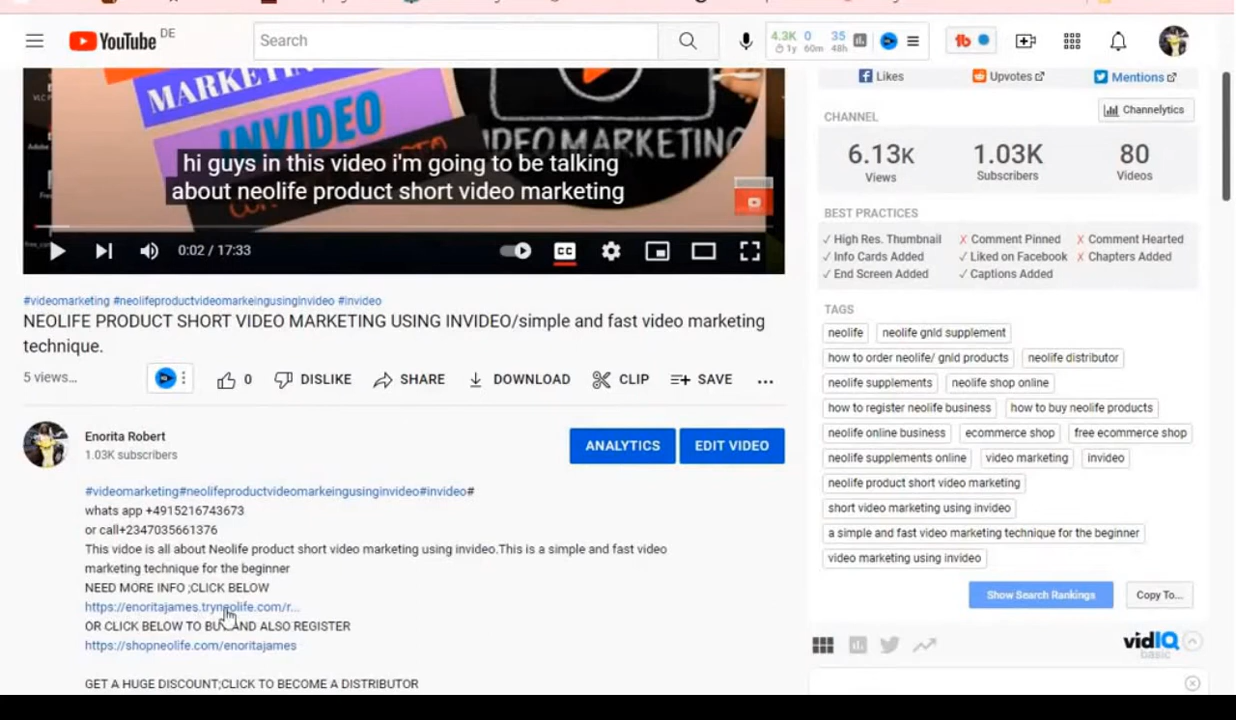 YouTube DE
Search
4.3K 0 35
1y 60m 48h
Likes
Upvotes
Mentions
MARKETIN
INVIDEO
IDEO MARKETING
hi guys in this video i'm going to be talking
about neolife product short video marketing
0:02 / 17:33
CC
#videomarketing #neolifeproductvideomarkeingusinginvideo #invideo
NEOLIFE PRODUCT SHORT VIDEO MARKETING USING INVIDEO/simple and fast video marketing
technique.
5 views...
0
DISLIKE
SHARE
DOWNLOAD
CLIP
SAVE
Enorita Robert
1.03K subscribers
ANALYTICS
EDIT VIDEO
#videomarketing#neolifeproductvideomarkeingusinginvideo#invideo#
whats app +4915216743673
or call+2347035661376
This vidoe is all about Neolife product short video marketing using invideo.This is a simple and fast video
marketing technique for the beginner
NEED MORE INFO ;CLICK BELOW
https://enoritajames.tryneolife.com/r...
OR CLICK BELOW TO BUY AND ALSO REGISTER
https://shopneolife.com/enoritajames
GET A HUGE DISCOUNT;CLICK TO BECOME A DISTRIBUTOR
CHANNEL
Channelytics
6.13K 1.03K 80
Views Subscribers Videos
BEST PRACTICES
✓ High Res. Thumbnail ✗ Comment Pinned ✗ Comment Hearted
✓ Info Cards Added ✓ Liked on Facebook ✗ Chapters Added
✓ End Screen Added ✓ Captions Added
TAGS
neolife neolife gnld supplement
how to order neolife/ gnld products neolife distributor
neolife supplements neolife shop online
how to register neolife business how to buy neolife products
neolife online business ecommerce shop free ecommerce shop
neolife supplements online video marketing invideo
neolife product short video marketing
short video marketing using invideo
a simple and fast video marketing technique for the beginner
video marketing using invideo
Show Search Rankings Copy To...
vidIQ
basic